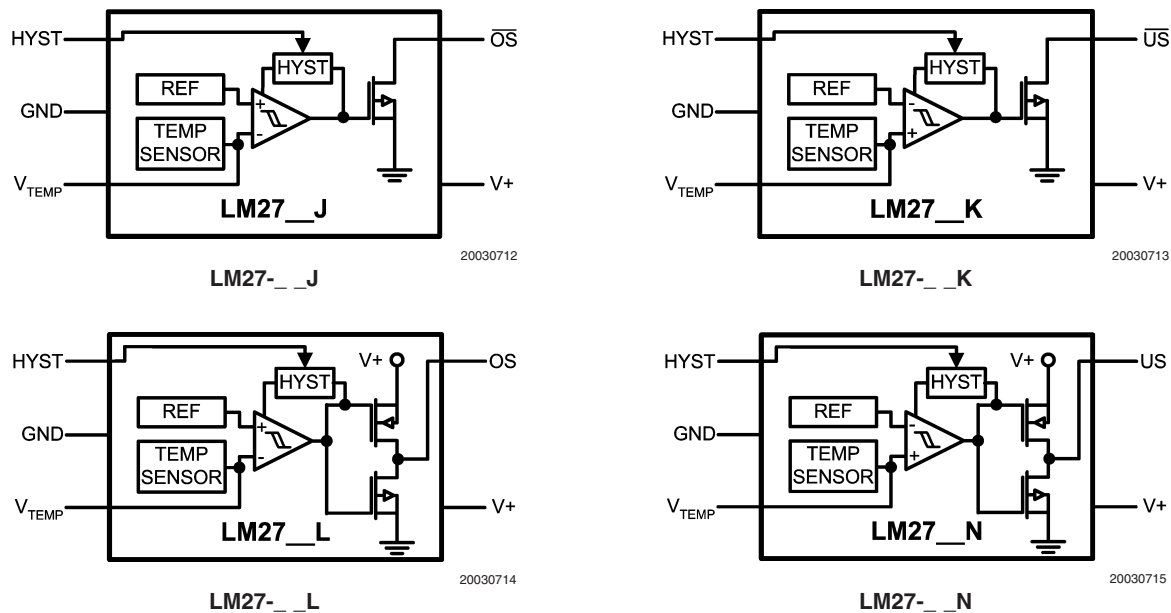 HYST
OS
HYST
REF
+
-
GND
TEMP
SENSOR
VTEMP
V+
LM27__J
20030712
LM27-_ _J
HYST
US
HYST
REF
-
+
GND
TEMP
SENSOR
VTEMP
V+
LM27__K
20030713
LM27-_ _K
HYST
V+
OS
HYST
REF
+
-
GND
TEMP
SENSOR
VTEMP
V+
LM27__L
20030714
LM27-_ _L
HYST
V+
US
HYST
REF
-
+
GND
TEMP
SENSOR
VTEMP
V+
LM27__N
20030715
LM27-_ _N